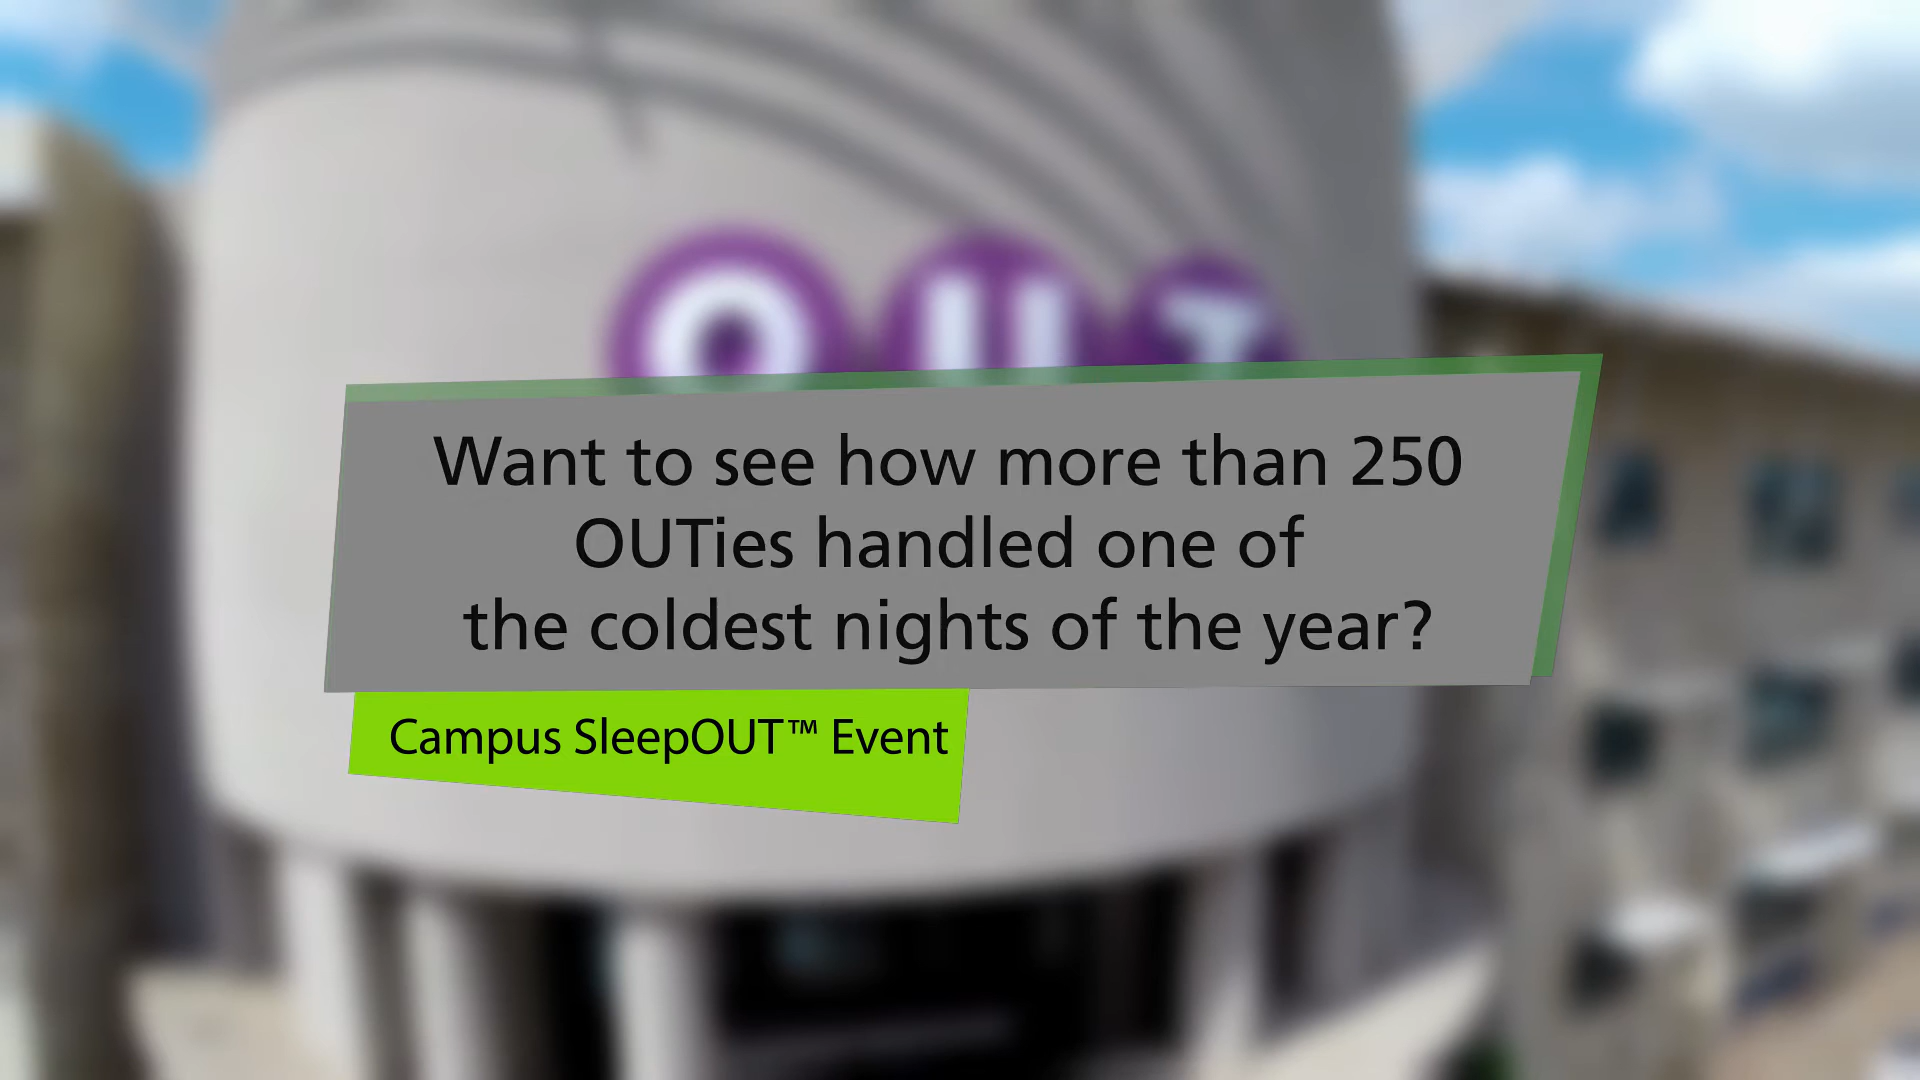 OUT
Want to see how more than 250
OUTies handled one of
the coldest nights of the year?
Campus SleepOUT™ Event